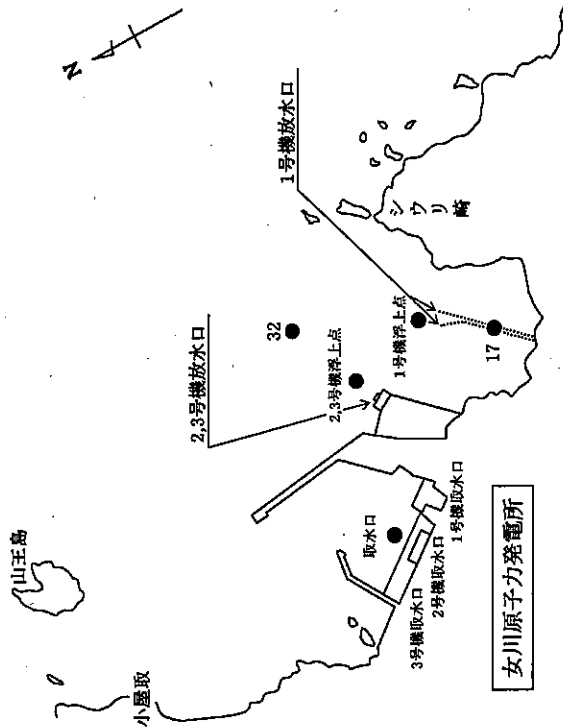 N
山王島
小屋取
2,3号機放水口
1号機放水口
32
2,3号機浮上点
1号機浮上点
17
シウリ崎
取水口
1号機取水口
2号機取水口
3号機取水口
女川原子力発電所